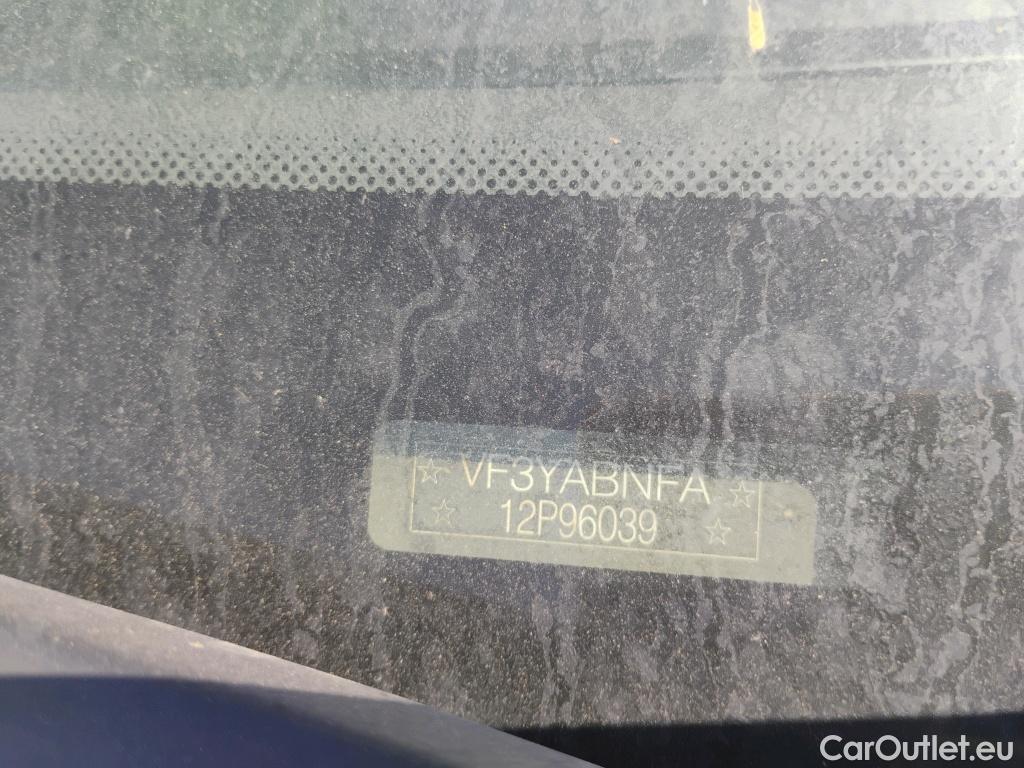 ☆ VF3YABNFA ☆
☆ 12P96039 ☆
CarOutlet.eu